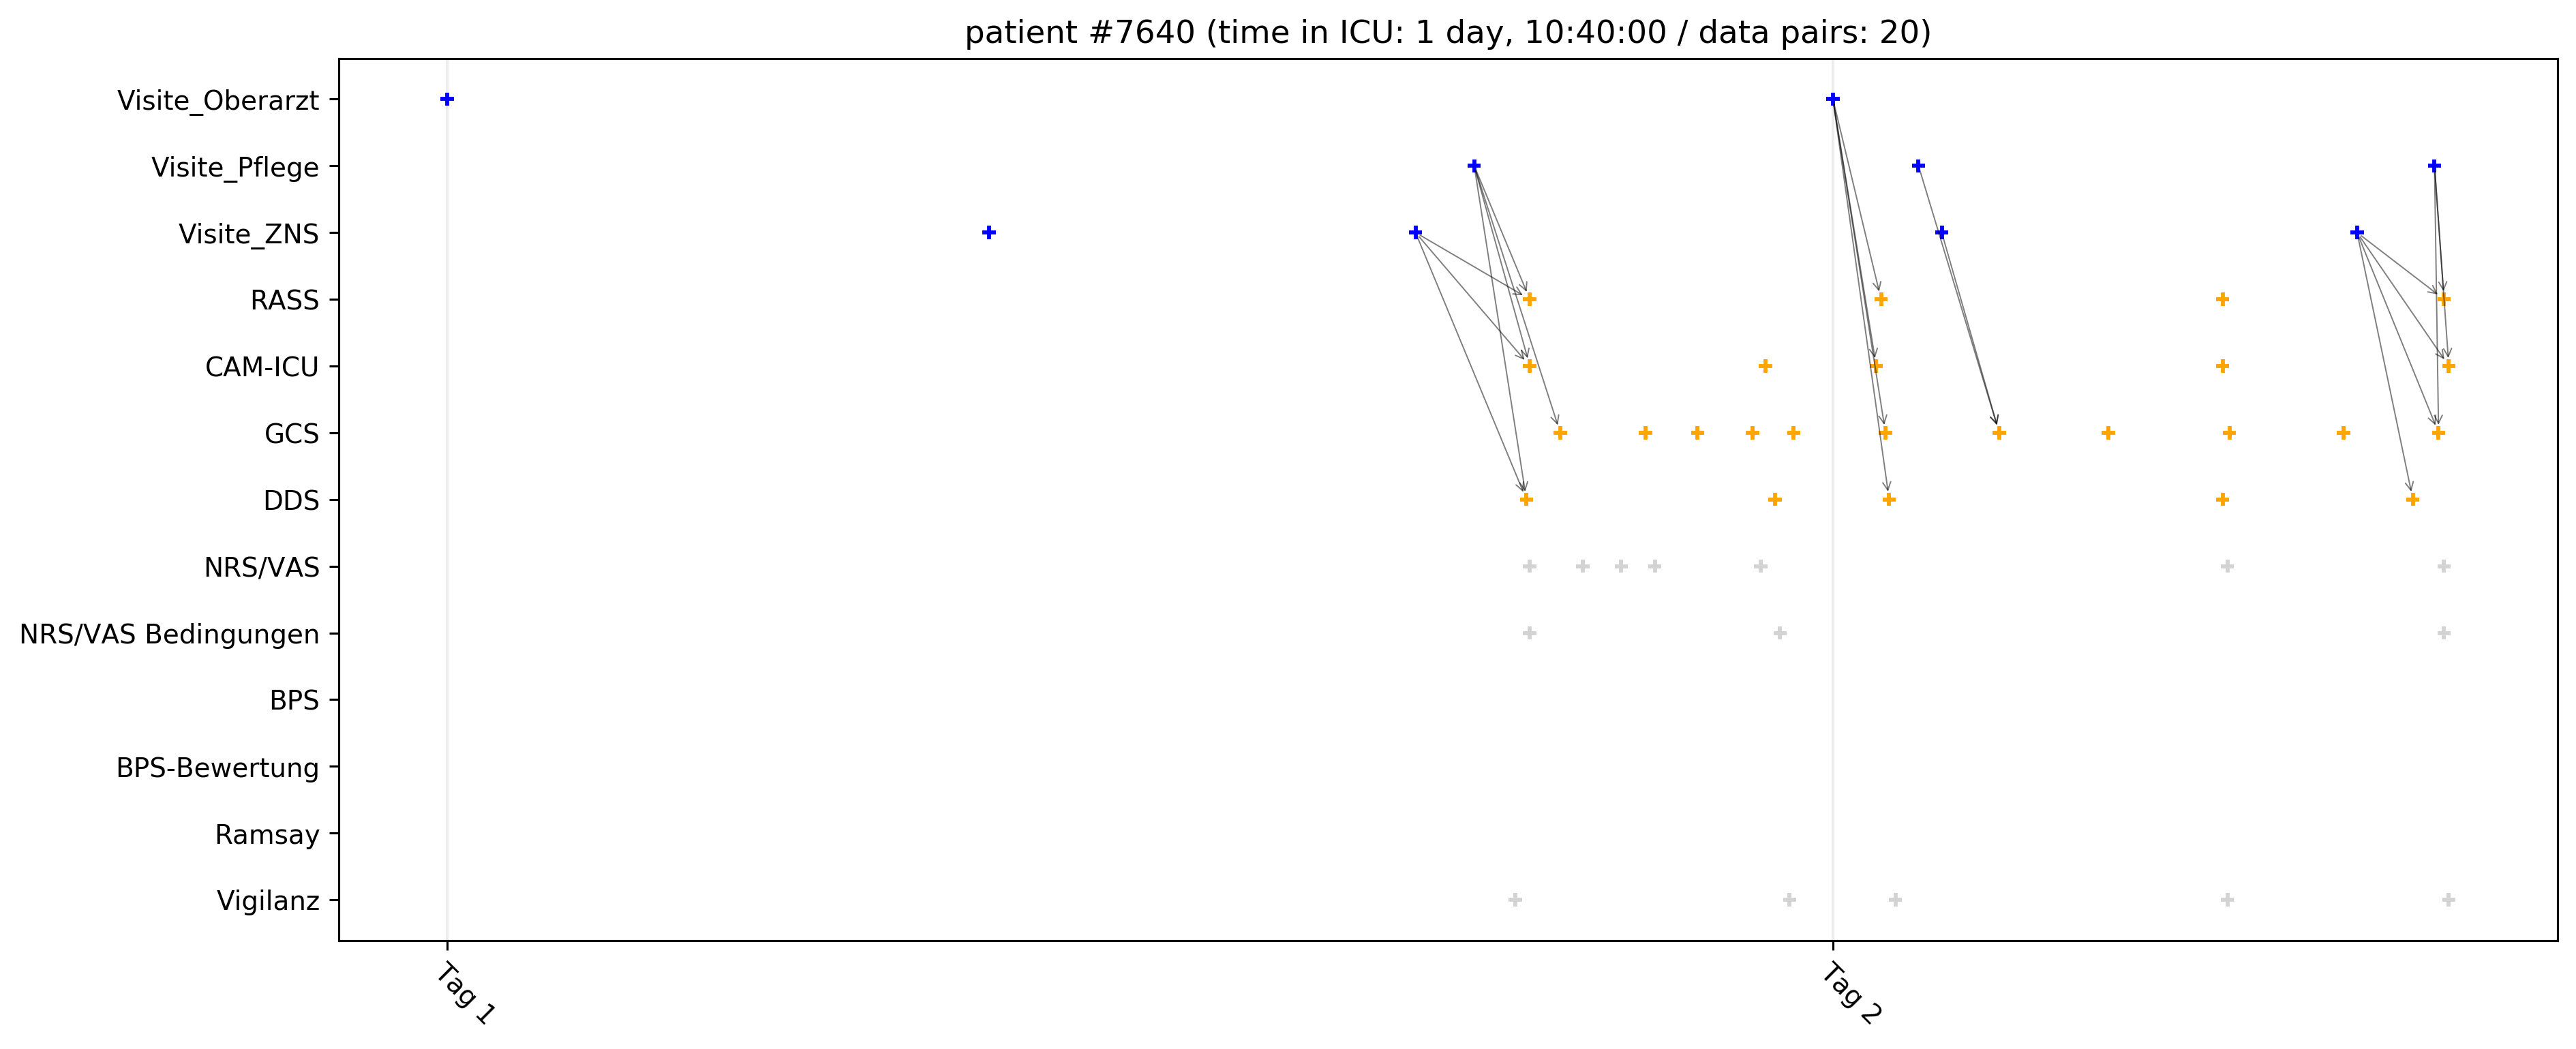 patient #7640 (time in ICU: 1 day, 10:40:00 / data pairs: 20)
Visite_Oberarzt
Visite_Pflege
Visite_ZNS
RASS
CAM-ICU
GCS
DDS
NRS/VAS
NRS/VAS Bedingungen
BPS
BPS-Bewertung
Ramsay
Vigilanz
Tag 1
Tag 2